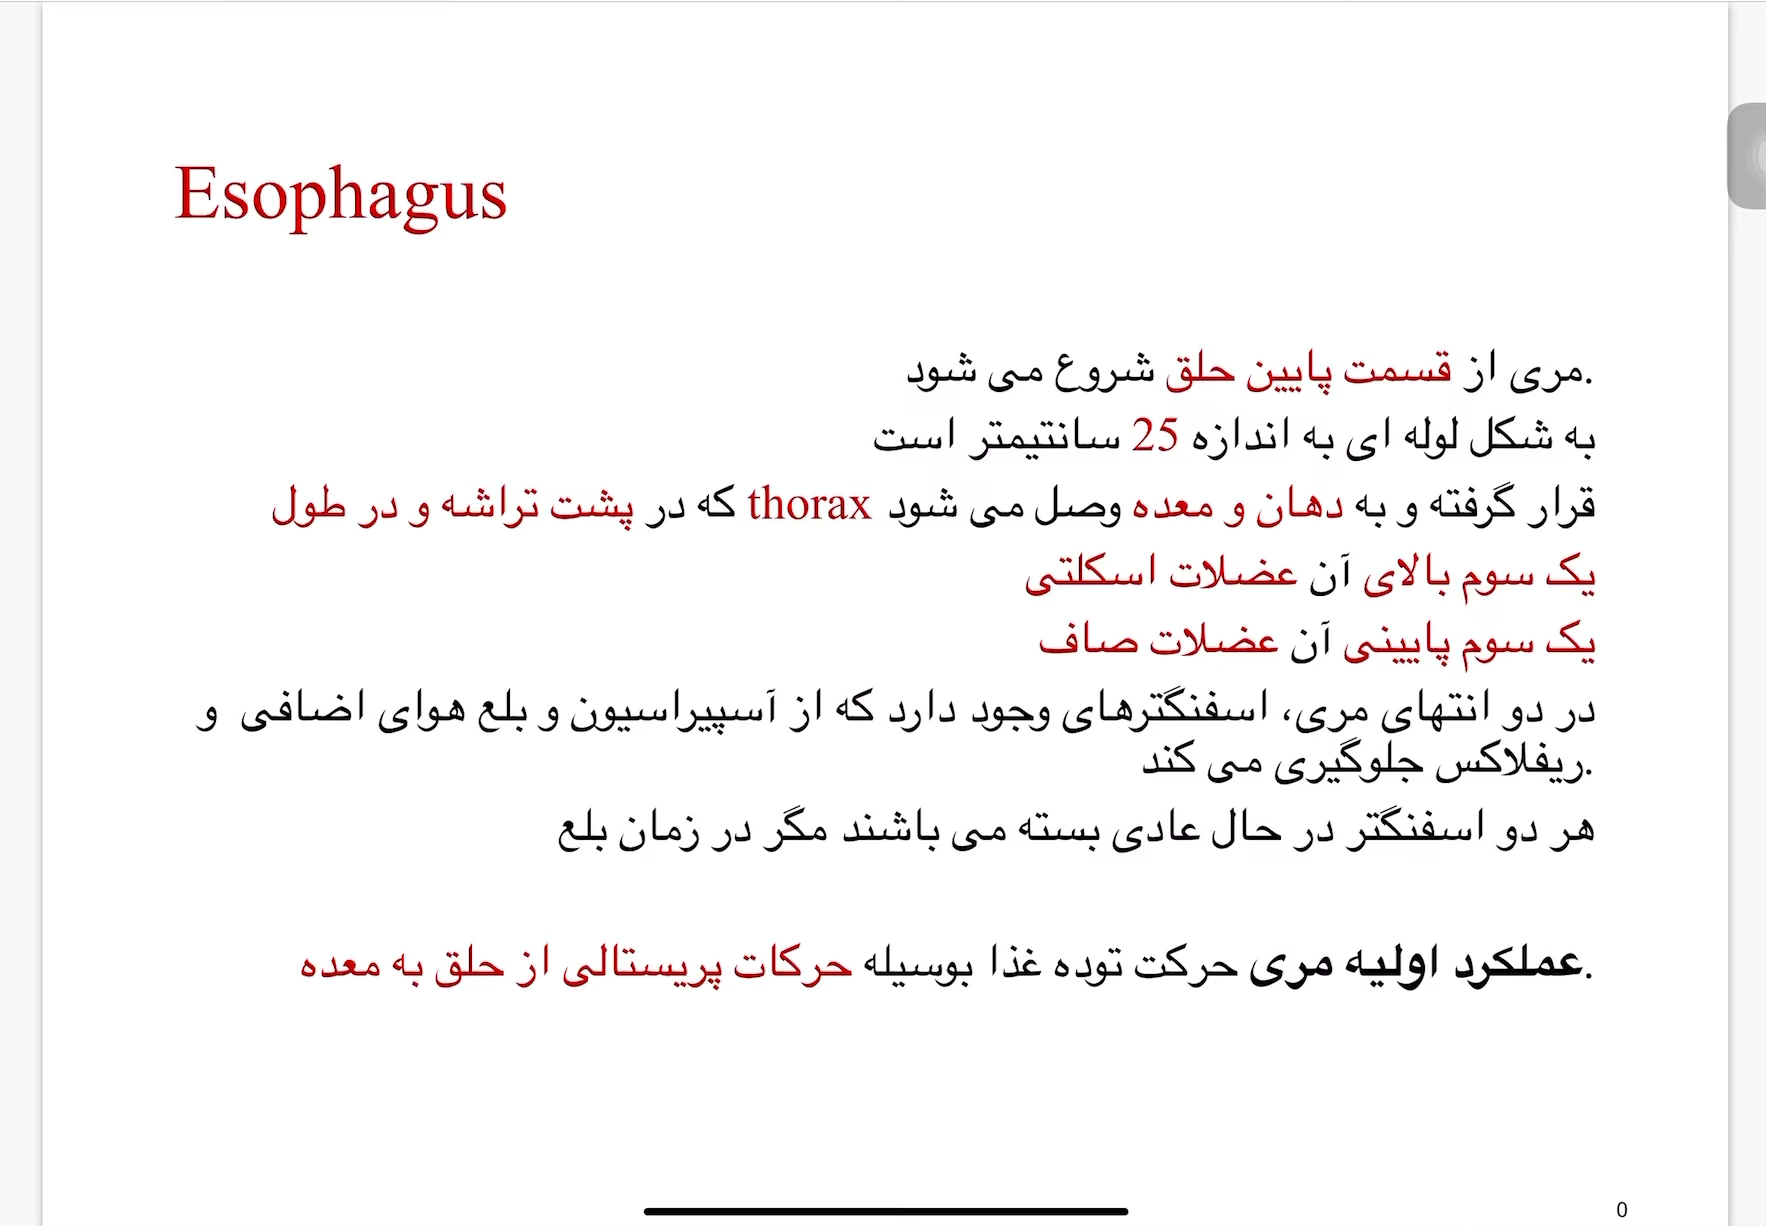 Esophagus
مری از قسمت پایین حلق شروع می شود.
به شکل لوله ای به اندازه 25 سانتیمتر است
قرار گرفته و به دهان و معده وصل می شود thorax که در پشت تراشه و در طول
یک سوم بالای آن عضلات اسکلتی
یک سوم پایینی آن عضلات صاف
در دو انتهای مری، اسفنگترهای وجود دارد که از آسپیراسیون و بلع هوای اضافی و
ریفلاکس جلوگیری می کند.
هر دو اسفنگتر در حال عادی بسته می باشند مگر در زمان بلع
عملکرد اولیه مری حرکت توده غذا بوسیله حرکات پریستالی از حلق به معده.
0